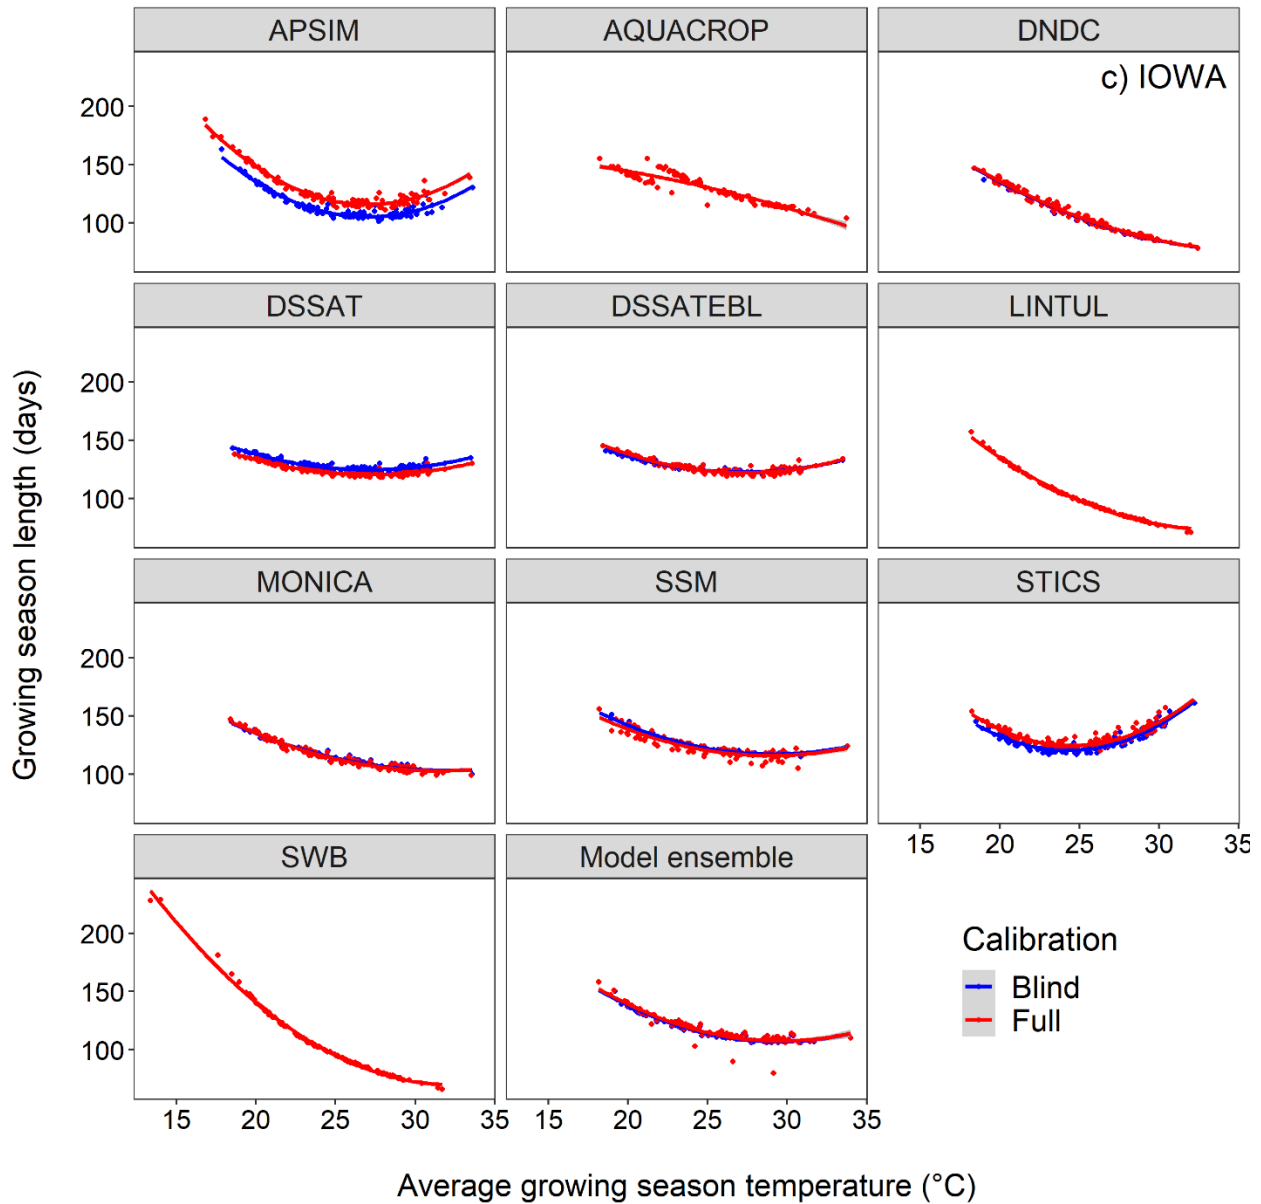 APSIM AQUACROP DNDC
c) IOWA
200
150
100
DSSAT DSSATEBL LINTUL
200
150
100
MONICA SSM STICS
200
150
100
15 20 25 30 35
SWB Model ensemble
200
150
100
15 20 25 30 35 15 20 25 30 35
Calibration
Blind
Full
Growing season length (days)
Average growing season temperature (°C)